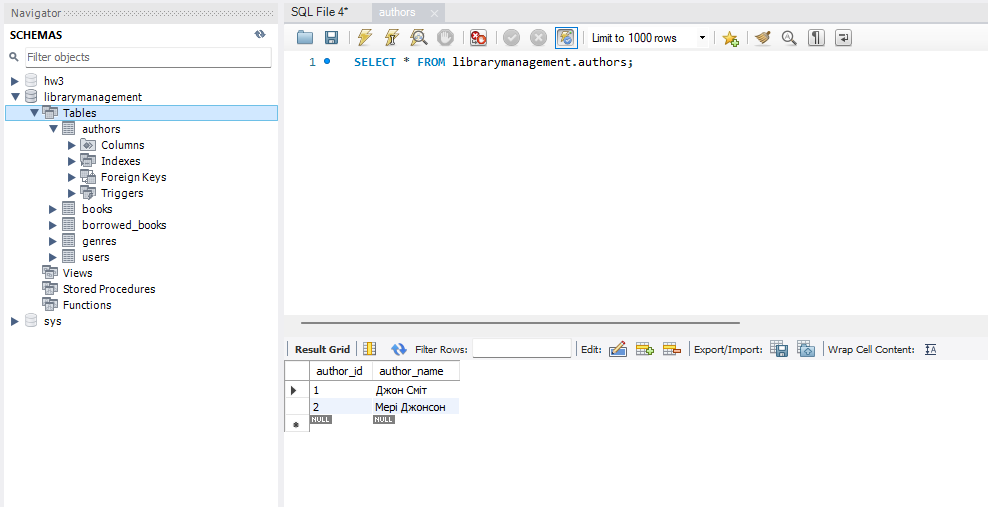 Navigator
SCHEMAS
Filter objects
hw3
librarymanagement
Tables
authors
Columns
Indexes
Foreign Keys
Triggers
books
borrowed_books
genres
users
Views
Stored Procedures
Functions
sys
SQL File 4* authors
Limit to 1000 rows
1 SELECT * FROM librarymanagement.authors;
Result Grid Filter Rows: Edit: Export/Import: Wrap Cell Content:
author_id author_name
1 Джон Сміт
2 Мері Джонсон
NULL NULL